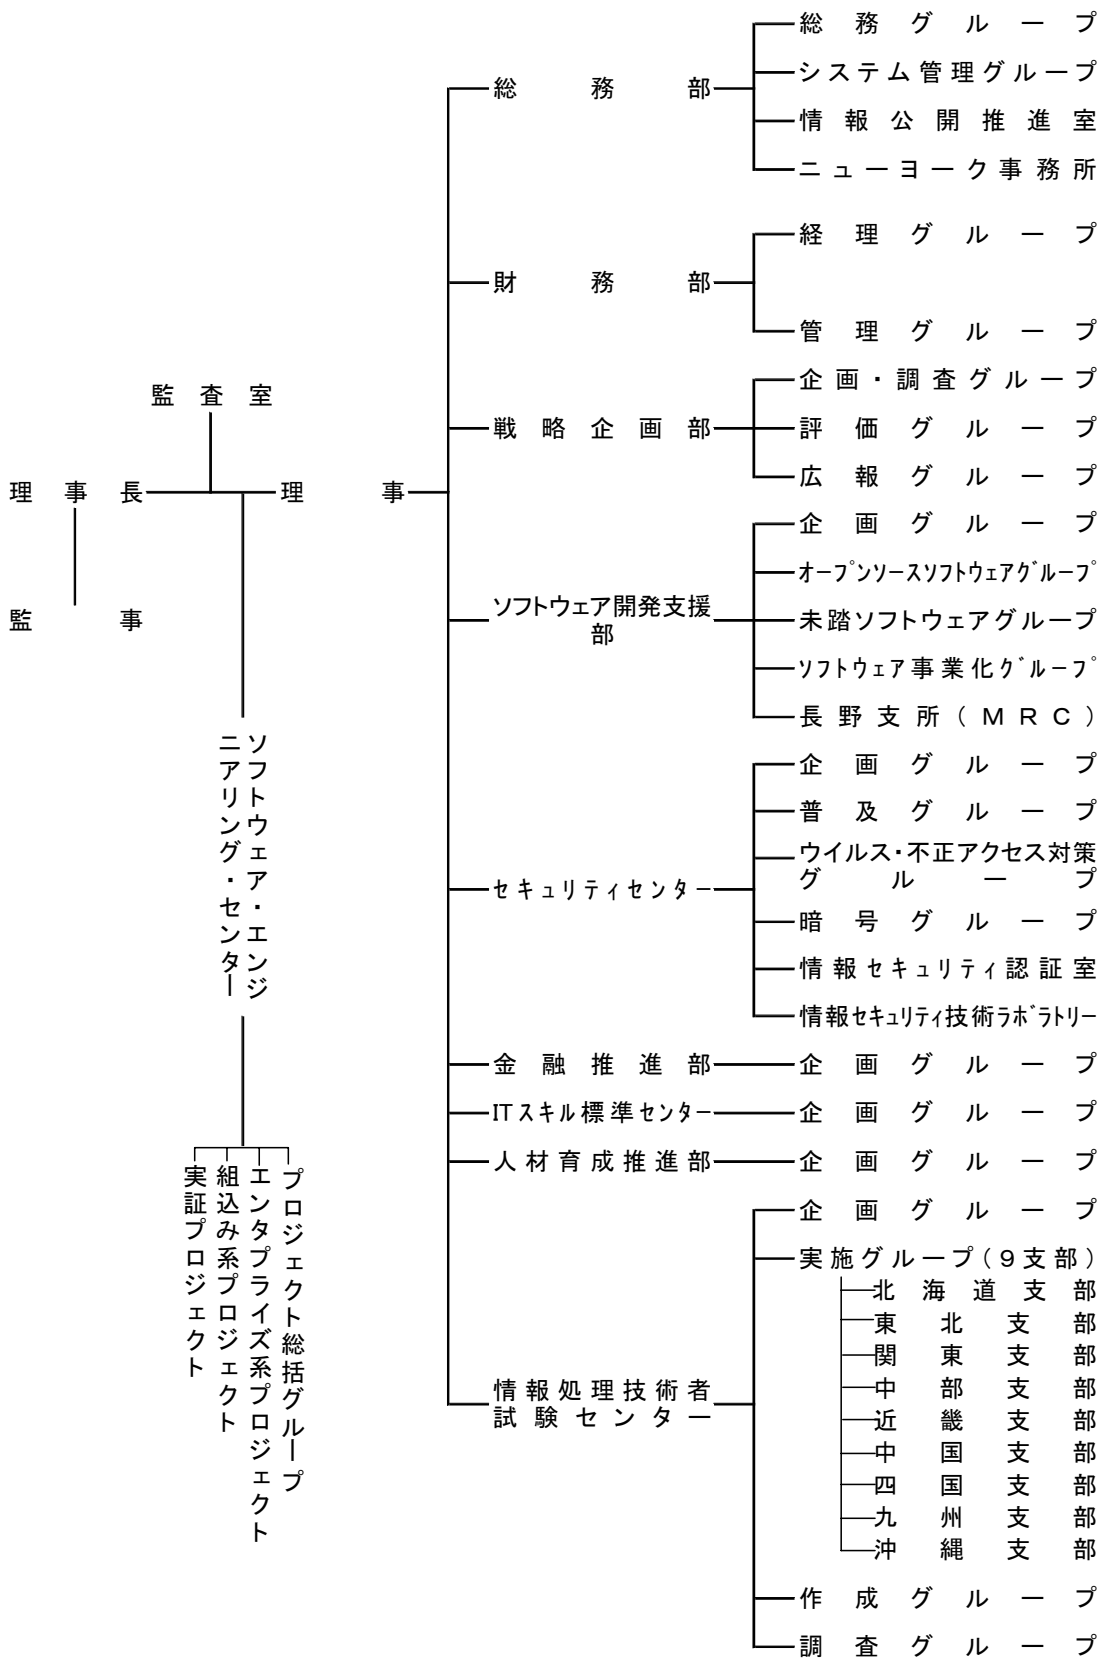 理事長
監事
監査室
理事
ソフトウェア・エンジ
ニアリング・センター
プロジェクト総括グループ
エンタプライズ系プロジェクト
組込み系プロジェクト
実証プロジェクト
総務部
総務グループ
システム管理グループ
情報公開推進室
ニューヨーク事務所
財務部
経理グループ
管理グループ
戦略企画部
企画・調査グループ
評価グループ
広報グループ
ソフトウェア開発支援
部
企画グループ
オープンソースソフトウェアグループ
未踏ソフトウェアグループ
ソフトウェア事業化グループ
長野支所(MRC)
セキュリティセンター
企画グループ
普及グループ
ウイルス・不正アクセス対策
グループ
暗号グループ
情報セキュリティ認証室
情報セキュリティ技術ラボラトリー
金融推進部
企画グループ
ITスキル標準センター
企画グループ
人材育成推進部
企画グループ
情報処理技術者
試験センター
企画グループ
実施グループ(9支部)
北海道支部
東北支部
関東支部
中部支部
近畿支部
中国支部
四国支部
九州支部
沖縄支部
作成グループ
調査グループ